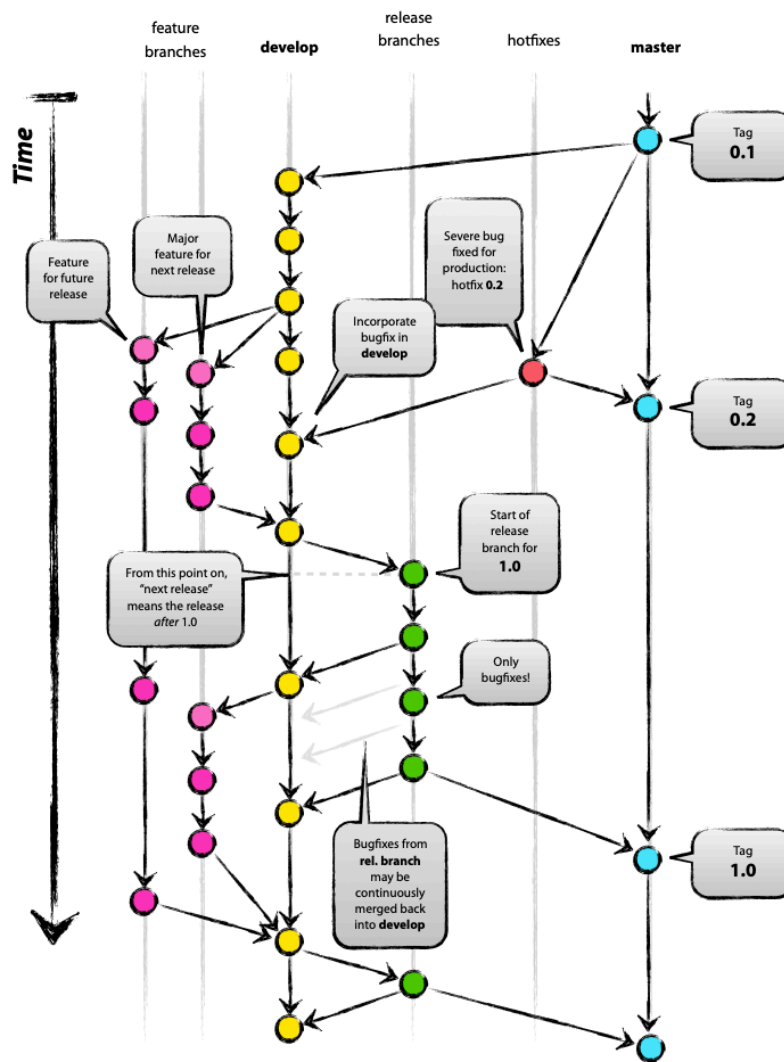 feature
branches
develop
release
branches
hotfixes
master
Time
Tag
0.1
Feature
for future
release
Major
feature for
next release
Severe bug
fixed for
production:
hotfix 0.2
Incorporate
bugfix in
develop
Tag
0.2
Start of
release
branch for
1.0
From this point on,
“next release”
means the release
after 1.0
Only
bugfixes!
Bugfixes from
rel. branch
may be
continuously
merged back
into develop
Tag
1.0